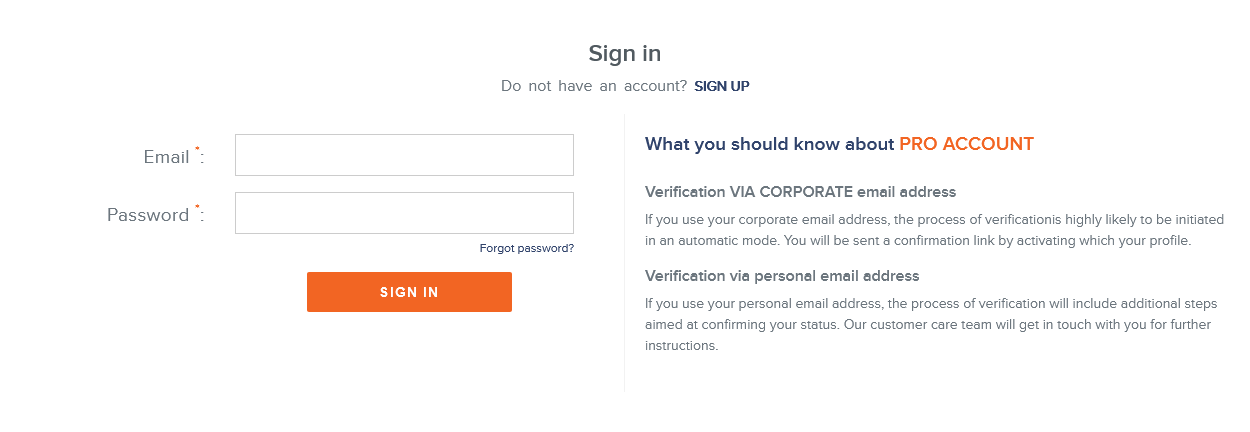 Sign in
Do not have an account? SIGN UP
Email *:
Password *:
Forgot password?
SIGN IN
What you should know about PRO ACCOUNT
Verification VIA CORPORATE email address
If you use your corporate email address, the process of verificationis highly likely to be initiated
in an automatic mode. You will be sent a confirmation link by activating which your profile.
Verification via personal email address
If you use your personal email address, the process of verification will include additional steps
aimed at confirming your status. Our customer care team will get in touch with you for further
instructions.